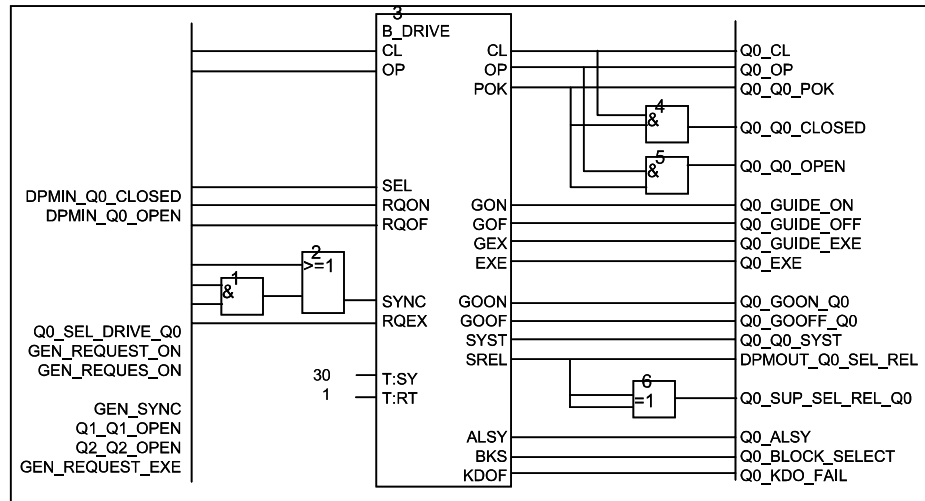 3
B_DRIVE
CL CL Q0_CL
OP OP Q0_OP
POK Q0_Q0_POK
4
& Q0_Q0_CLOSED
5
& Q0_Q0_OPEN
SEL
DPMIN_Q0_CLOSED
RQON GON Q0_GUIDE_ON
DPMIN_Q0_OPEN
RQOF GOF Q0_GUIDE_OFF
GEX Q0_GUIDE_EXE
2
>=1 EXE Q0_EXE
1
&
SYNC GOON Q0_GOON_Q0
RQEX GOOF Q0_GOOFF_Q0
Q0_SEL_DRIVE_Q0
SYST Q0_Q0_SYST
GEN_REQUEST_ON
SREL DPMOUT_Q0_SEL_REL
GEN_REQUES_ON
30 T:SY
6
1 T:RT
=1 Q0_SUP_SEL_REL_Q0
GEN_SYNC
Q1_Q1_OPEN
ALSY Q0_ALSY
Q2_Q2_OPEN
BKS Q0_BLOCK_SELECT
GEN_REQUEST_EXE
KDOF Q0_KDO_FAIL